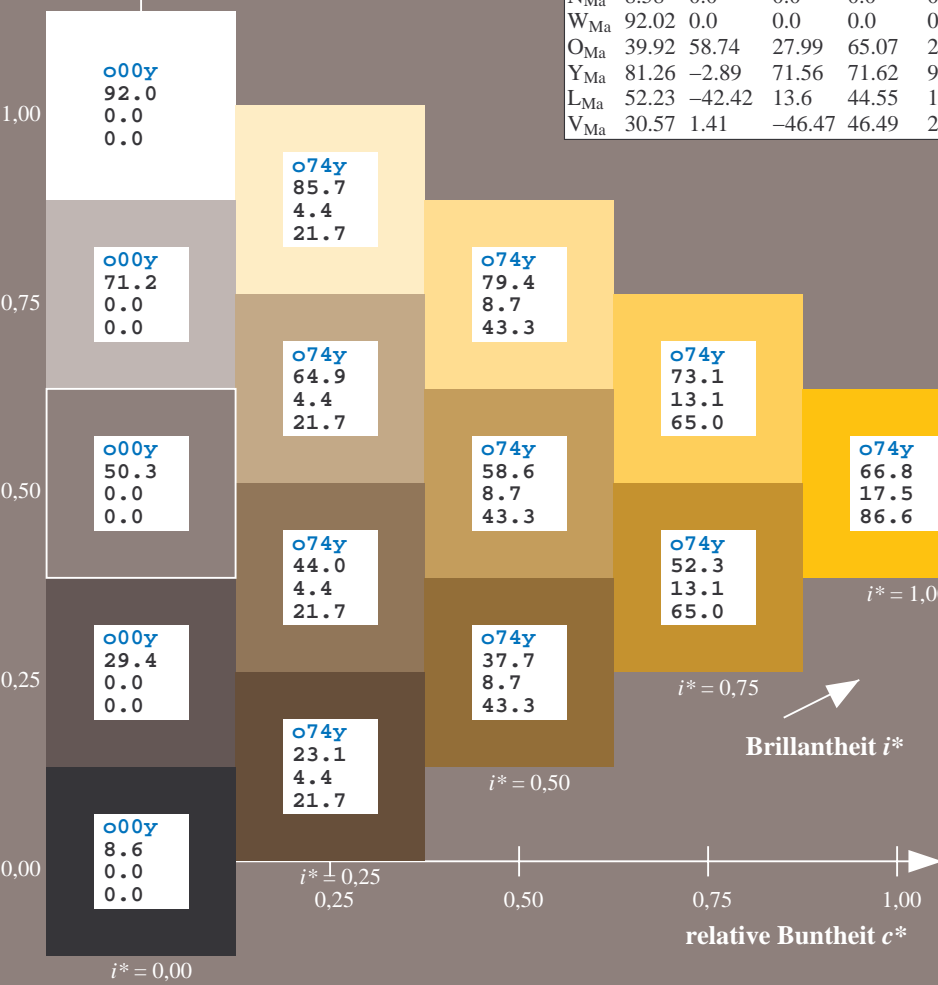 W_Ma 92.02 0.0 0.0 0.0 0
O_Ma 39.92 58.74 27.99 65.07 2
Y_Ma 81.26 −2.89 71.56 71.62 9
L_Ma 52.23 −42.42 13.6 44.55 1
V_Ma 30.57 1.41 −46.47 46.49 2
1,00
0,75
0,50
0,25
0,00
o00y
92.0
0.0
0.0
o00y
71.2
0.0
0.0
o00y
50.3
0.0
0.0
o00y
29.4
0.0
0.0
o00y
8.6
0.0
0.0
i* = 0,00
o74y
85.7
4.4
21.7
o74y
64.9
4.4
21.7
o74y
44.0
4.4
21.7
o74y
23.1
4.4
21.7
i* = 0,25
o74y
79.4
8.7
43.3
o74y
58.6
8.7
43.3
o74y
37.7
8.7
43.3
i* = 0,50
o74y
73.1
13.1
65.0
o74y
52.3
13.1
65.0
i* = 0,75
o74y
66.8
17.5
86.6
i* = 1,0
Brillantheit i*
0,25 0,50 0,75 1,00
relative Buntheit c*